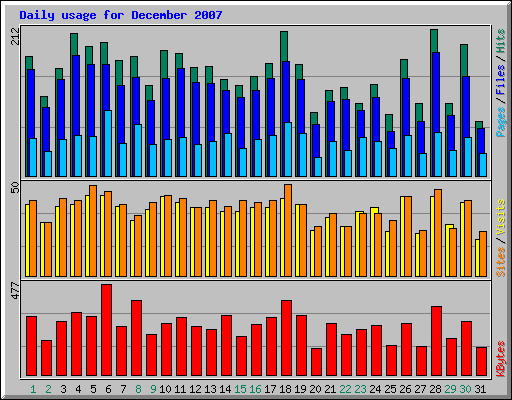 Daily usage for December 2007
212
Pages / Files / Hits
50
Sites / Visits
477
KBytes
1 2 3 4 5 6 7 8 9 10 11 12 13 14 15 16 17 18 19 20 21 22 23 24 25 26 27 28 29 30 31